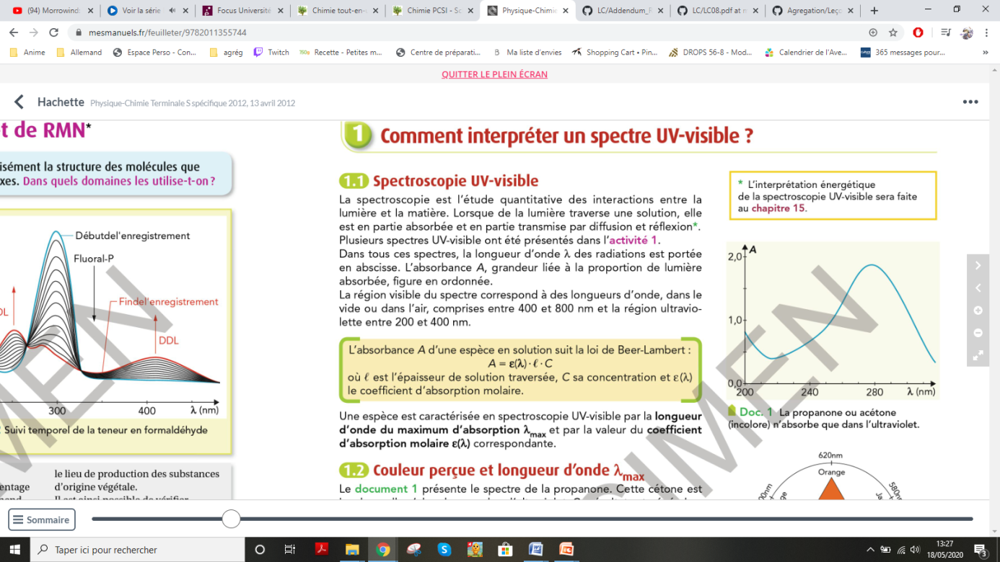 (94) Morrowind:
Voir la série
Focus Université
Chimie tout-en-u
Chimie PCSI - Sc
Physique-Chimie
LC/Addendum_F
LC/LC08.pdf at m
Agregation/Leço
mesmanuels.fr/feuilleter/9782011355744
Anime
Allemand
Espace Perso - Con...
agrég
Twitch
750g
Recette - Petites m...
Centre de préparati...
Ma liste d'envies
Shopping Cart • Pin...
DROPS 56-8 - Mod...
Calendrier de l'Ave...
365 messages pour...
QUITTER LE PLEIN ÉCRAN
Hachette Physique-Chimie Terminale S spécifique 2012, 13 avril 2012
t de RMN*
isément la structure des molécules que
xes. Dans quels domaines les utilise-t-on ?
Débutdel'enregistrement
Fluoral-P
Findel'enregistrement
DL
DDL
300
400
λ (nm)
Suivi temporel de la teneur en formaldéhyde
le lieu de production des substances
entage
d'origine végétale.
Il est ainsi possible de vérifier
1 Comment interpréter un spectre UV-visible ?
1.1 Spectroscopie UV-visible
La spectroscopie est l'étude quantitative des interactions entre la
lumière et la matière. Lorsque de la lumière traverse une solution, elle
est en partie absorbée et en partie transmise par diffusion et réflexion*.
Plusieurs spectres UV-visible ont été présentés dans l'activité 1.
Dans tous ces spectres, la longueur d'onde λ des radiations est portée
en abscisse. L'absorbance A, grandeur liée à la proportion de lumière
absorbée, figure en ordonnée.
La région visible du spectre correspond à des longueurs d'onde, dans le
vide ou dans l'air, comprises entre 400 et 800 nm et la région ultravio-
lette entre 200 et 400 nm.
L'absorbance A d'une espèce en solution suit la loi de Beer-Lambert :
A = ε(λ) · ℓ · C
où ℓ est l'épaisseur de solution traversée, C sa concentration et ε(λ)
le coefficient d'absorption molaire.
Une espèce est caractérisée en spectroscopie UV-visible par la longueur
d'onde du maximum d'absorption λmax et par la valeur du coefficient
d'absorption molaire ε(λ) correspondante.
1.2 Couleur perçue et longueur d'onde λmax
Le document 1 présente le spectre de la propanone. Cette cétone est
* L'interprétation énergétique
de la spectroscopie UV-visible sera faite
au chapitre 15.
A
2,0
1,0
0,0
200
240
280
λ (nm)
Doc. 1 La propanone ou acétone
(incolore) n'absorbe que dans l'ultraviolet.
620nm
Orange
580n
00nm
SPECIMEN
Sommaire
Taper ici pour rechercher
13:27
18/05/2020
3